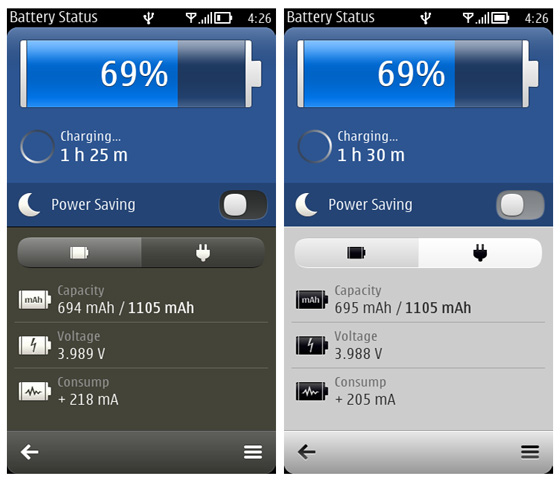 Battery Status 4:26
69%
Charging...
1 h 25 m
Power Saving
mAh
Capacity
694 mAh / 1105 mAh
Voltage
3.989 V
Consump
+ 218 mA
Battery Status 4:26
69%
Charging...
1 h 30 m
Power Saving
mAh
Capacity
695 mAh / 1105 mAh
Voltage
3.988 V
Consump
+ 205 mA